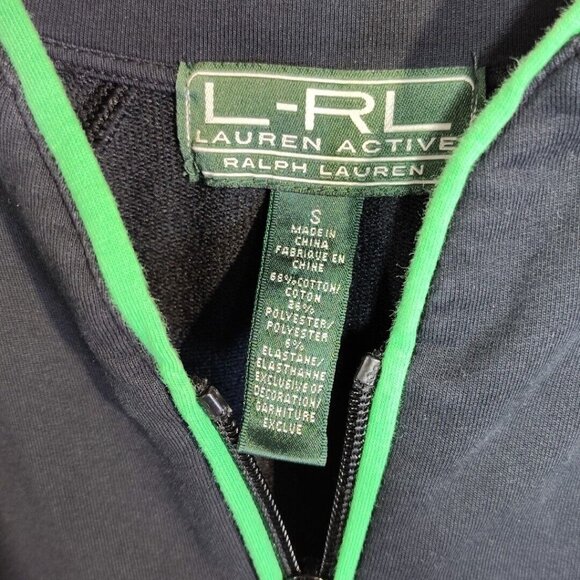 L-RL
LAUREN ACTIVE
RALPH LAUREN
S
MADE IN
CHINA
FABRIQUE EN
CHINE
68% COTTON/
COTON
26%
POLYESTER/
POLYESTER
6%
ELASTANE/
ELASTHANNE
EXCLUSIVE OF
DECORATION/
GARNITURE
EXCLUE